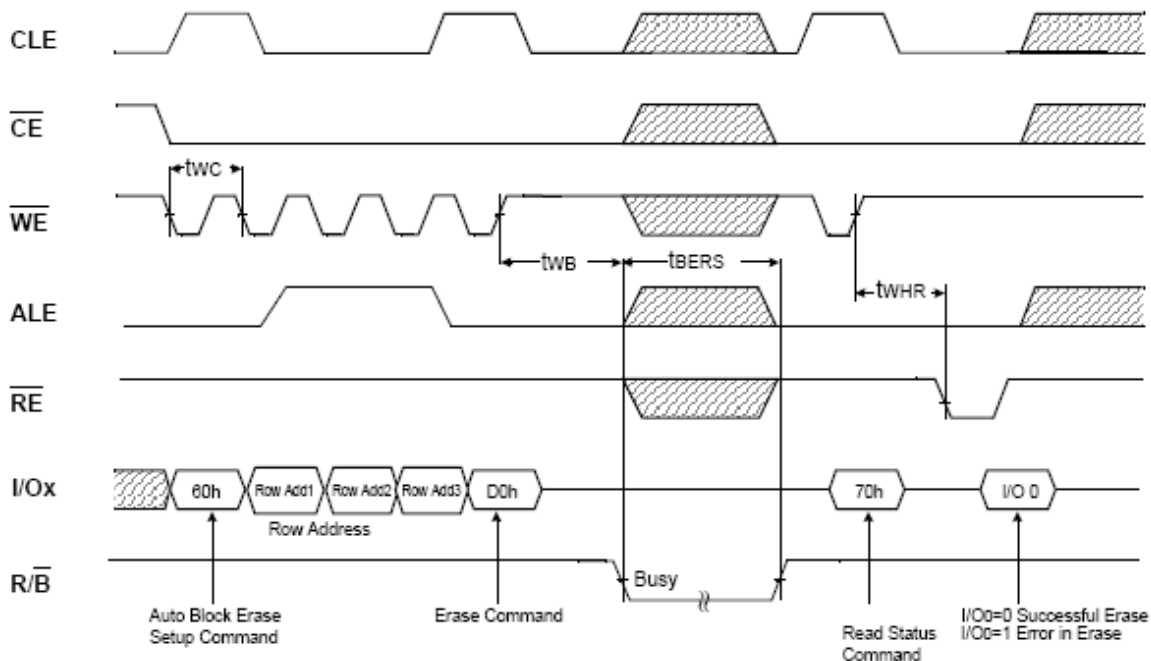 CLE
CE
tWC
WE
tWB
tBERS
tWHR
ALE
RE
I/Ox
60h
Row Add1
Row Add2
Row Add3
D0h
70h
I/O 0
Row Address
R/B
Busy
Auto Block Erase
Setup Command
Erase Command
Read Status
Command
I/O0=0 Successful Erase
I/O0=1 Error in Erase